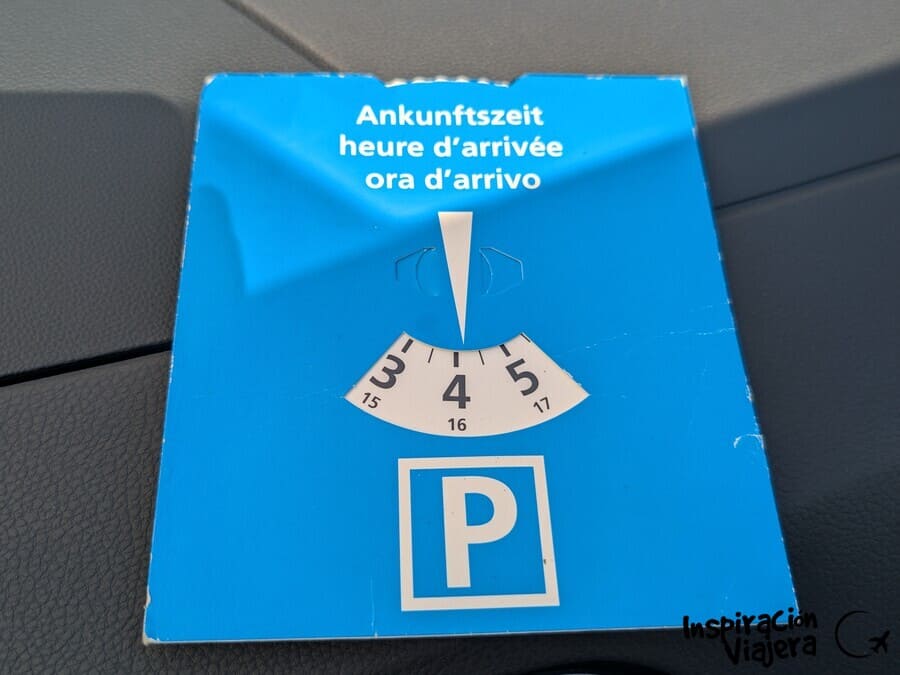 Ankunftszeit
heure d'arrivée
ora d'arrivo
3 4 5
15 16 17
P
Inspiración
Viajera